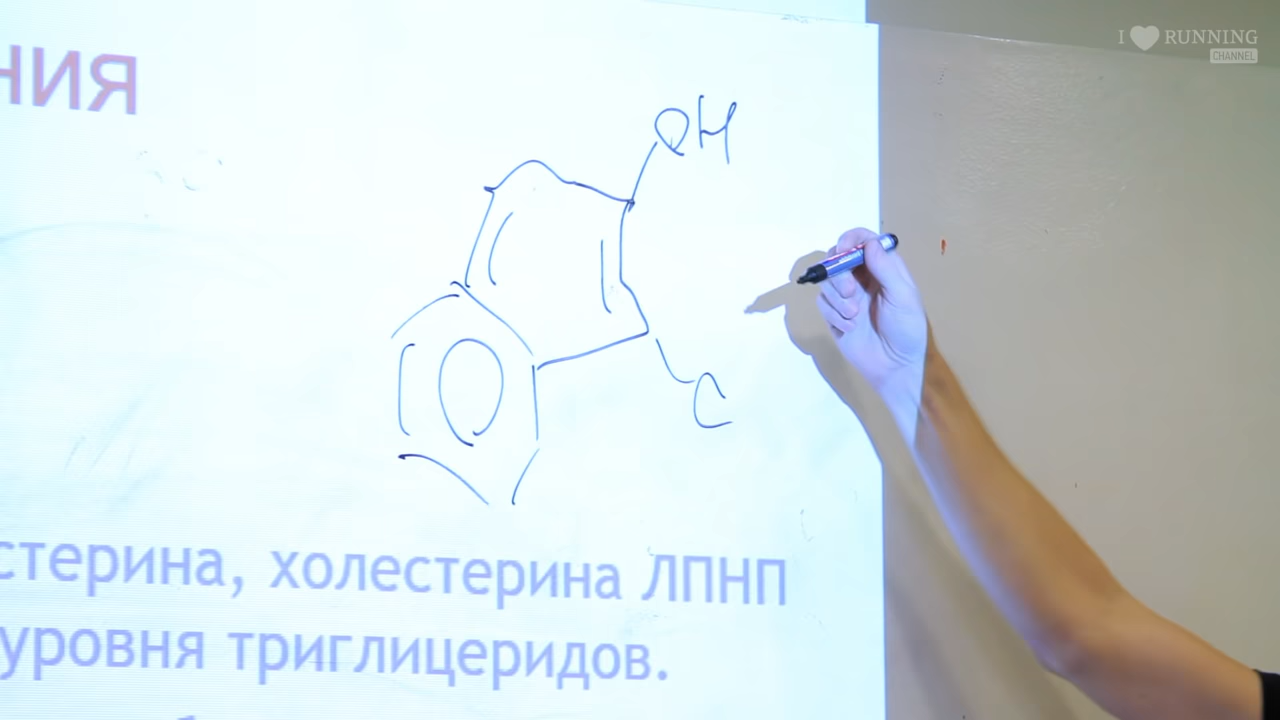 I RUNNING
CHANNEL
ния
OH
C
стерина, холестерина ЛПНП
уровня триглицеридов.